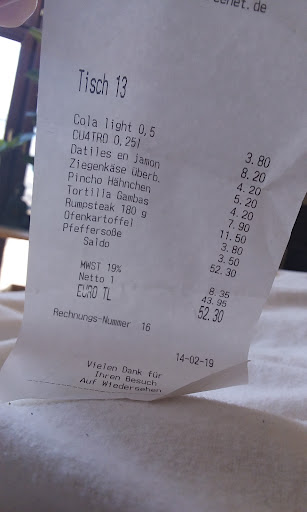 Tisch 13
Cola light 0,5 3.80
CU4TRO 0.25l 8.20
Datiles en jamon 4.20
Ziegenkäse überb. 5.20
Pincho Hähnchen 4.20
Tortilla Gambas 7.90
Rumpsteak 180 g 11.50
Ofenkartoffel 3.80
Pfeffersoße 3.50
Saldo 52.30
MWST 19% 8.35
Netto 1 43.95
EURO TL 52.30
Rechnungs-Nummer 16
14-02-19
Vielen Dank für
Ihren Besuch
Auf Wiedersehen